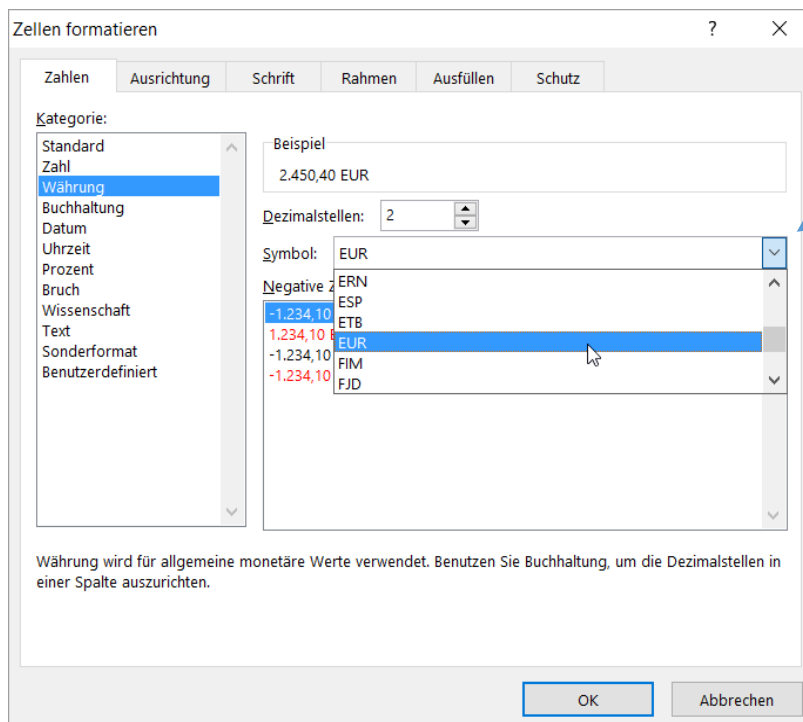 Zellen formatieren
?
Zahlen
Ausrichtung
Schrift
Rahmen
Ausfüllen
Schutz
Kategorie:
Standard
Zahl
Währung
Buchhaltung
Datum
Uhrzeit
Prozent
Bruch
Wissenschaft
Text
Sonderformat
Benutzerdefiniert
Beispiel
2.450,40 EUR
Dezimalstellen: 2
Symbol: EUR
Negative
ERN
ESP
ETB
EUR
FIM
FJD
-1.234,10
1.234,10
-1.234,10
-1.234,10
Währung wird für allgemeine monetäre Werte verwendet. Benutzen Sie Buchhaltung, um die Dezimalstellen in
einer Spalte auszurichten.
OK
Abbrechen